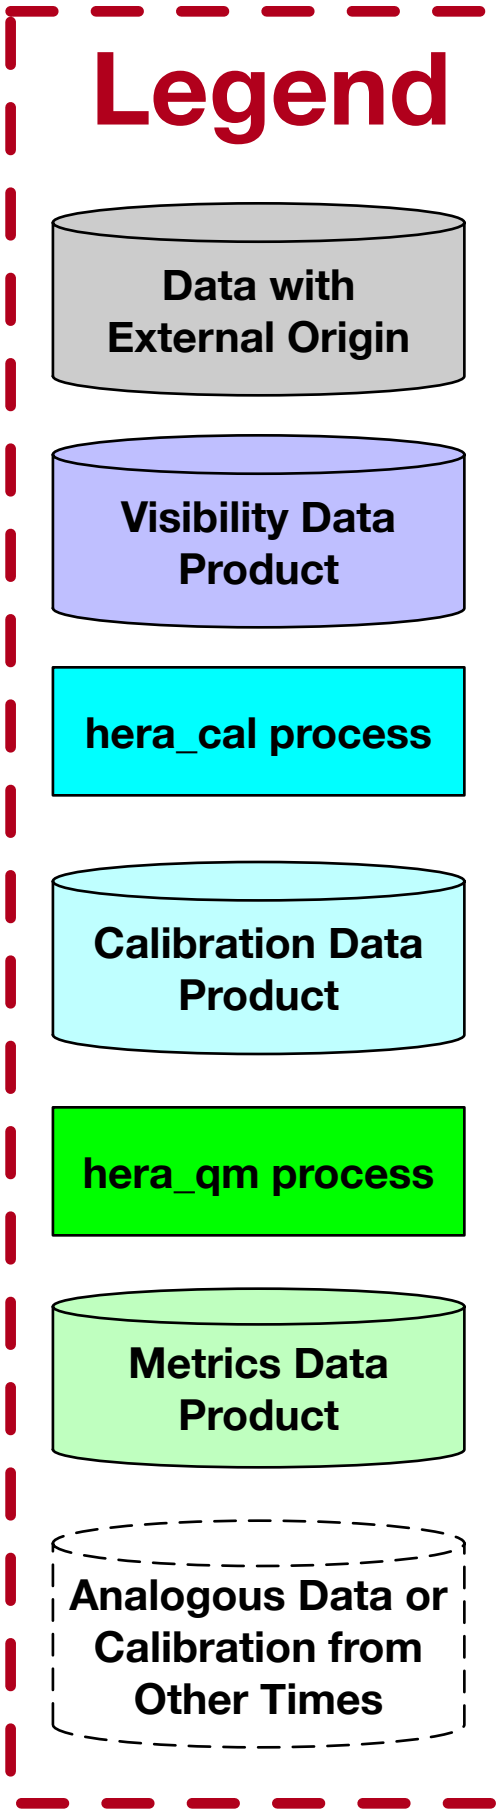 Legend
Data with
External Origin
Visibility Data
Product
hera_cal process
Calibration Data
Product
hera_qm process
Metrics Data
Product
Analogous Data or
Calibration from
Other Times